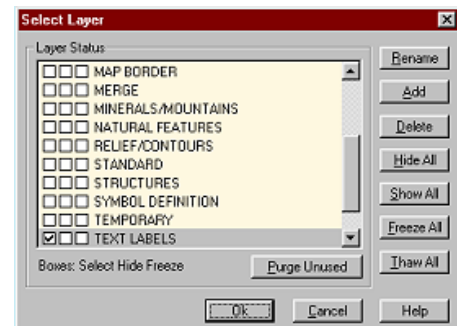 Select Layer
Layer Status
MAP BORDER
MERGE
MINERALS/MOUNTAINS
NATURAL FEATURES
RELIEF/CONTOURS
STANDARD
STRUCTURES
SYMBOL DEFINITION
TEMPORARY
TEXT LABELS
Boxes: Select Hide Freeze
Purge Unused
Rename
Add
Delete
Hide All
Show All
Freeze All
Thaw All
Ok
Cancel
Help